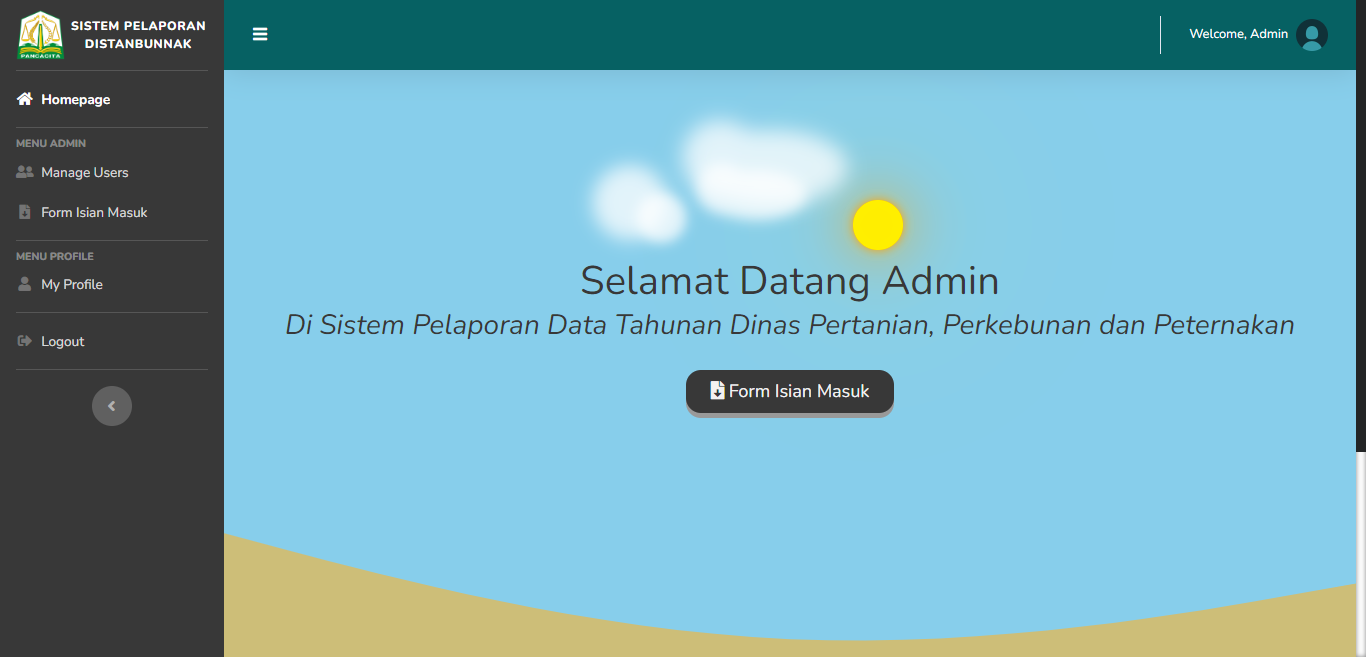 SISTEM PELAPORAN
DISTANBUNNAK
PANCACITA
Welcome, Admin
Homepage
MENU ADMIN
Manage Users
Form Isian Masuk
MENU PROFILE
My Profile
Logout
Selamat Datang Admin
Di Sistem Pelaporan Data Tahunan Dinas Pertanian, Perkebunan dan Peternakan
Form Isian Masuk